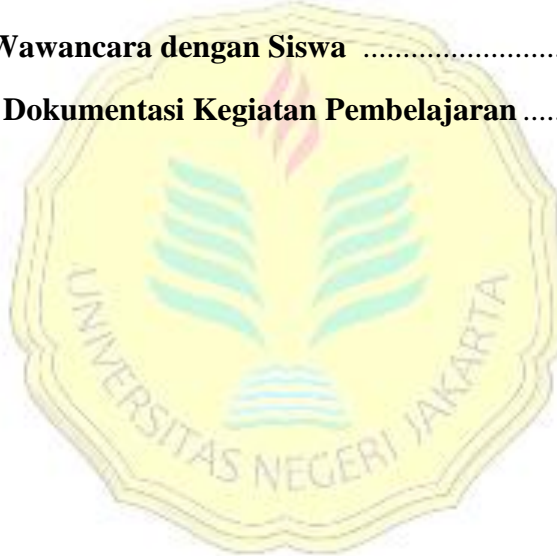 Wawancara dengan Siswa .......................
Dokumentasi Kegiatan Pembelajaran .....
UNIVERSITAS NEGERI JAKARTA